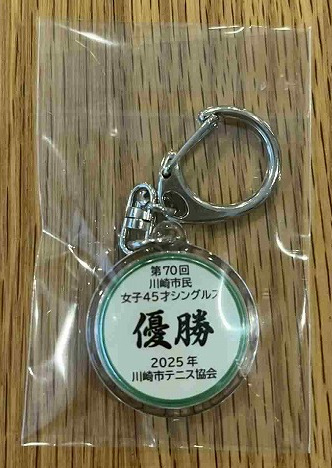 第70回
川崎市民
女子45才シングルス
優勝
2025年
川崎市テニス協会